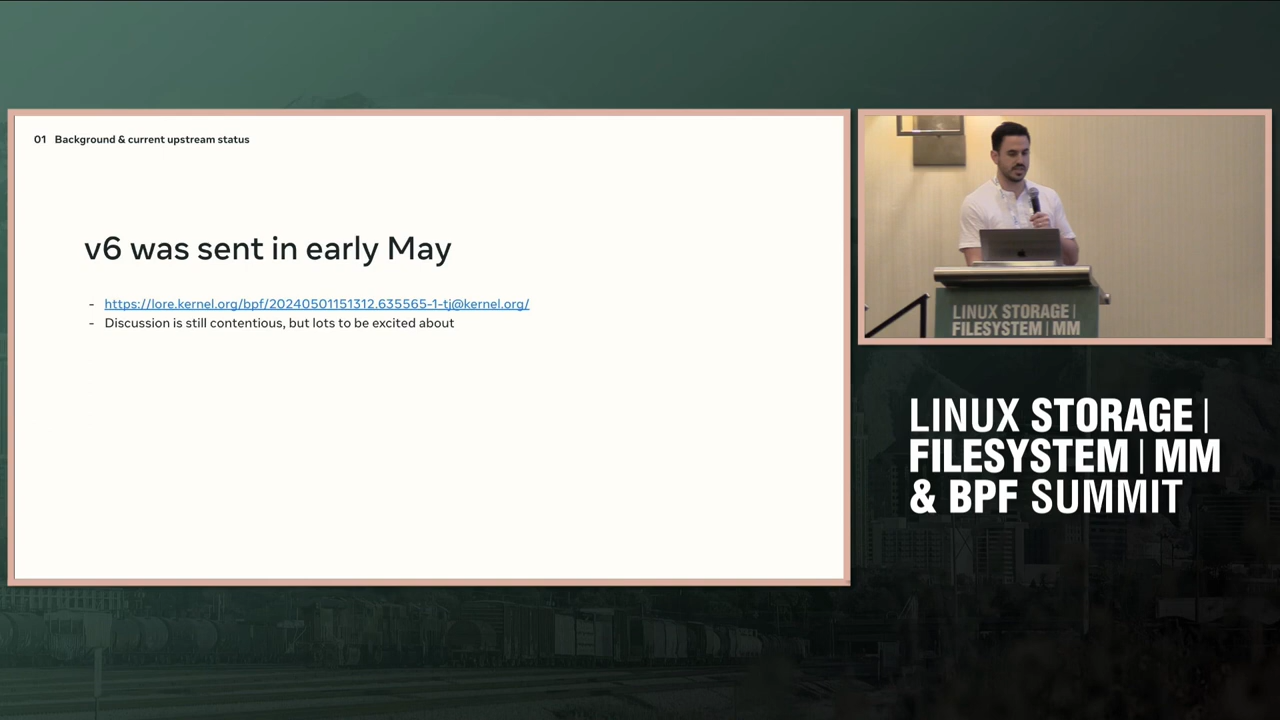 01 Background & current upstream status
v6 was sent in early May
- https://lore.kernel.org/bpf/20240501151312.635565-1-tj@kernel.org/
- Discussion is still contentious, but lots to be excited about
LINUX STORAGE |
FILESYSTEM | MM
LINUX STORAGE |
FILESYSTEM | MM
& BPF SUMMIT